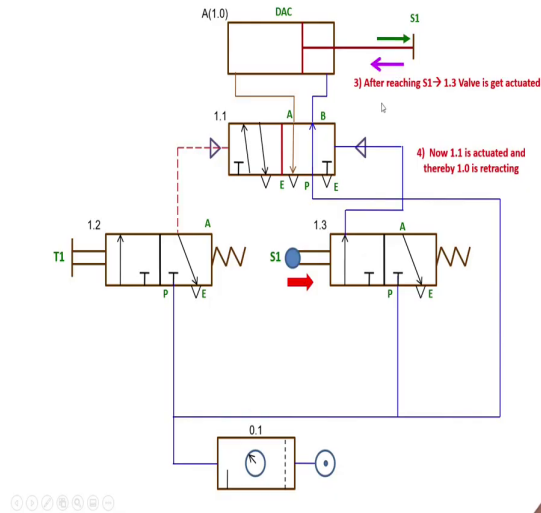 A(1.0)
DAC
S1
3) After reaching S1→ 1.3 Valve is get actuated
1.1
A
B
4) Now 1.1 is actuated and
thereby 1.0 is retracting
E
P
E
1.2
A
1.3
A
T1
S1
P
E
P
E
0.1